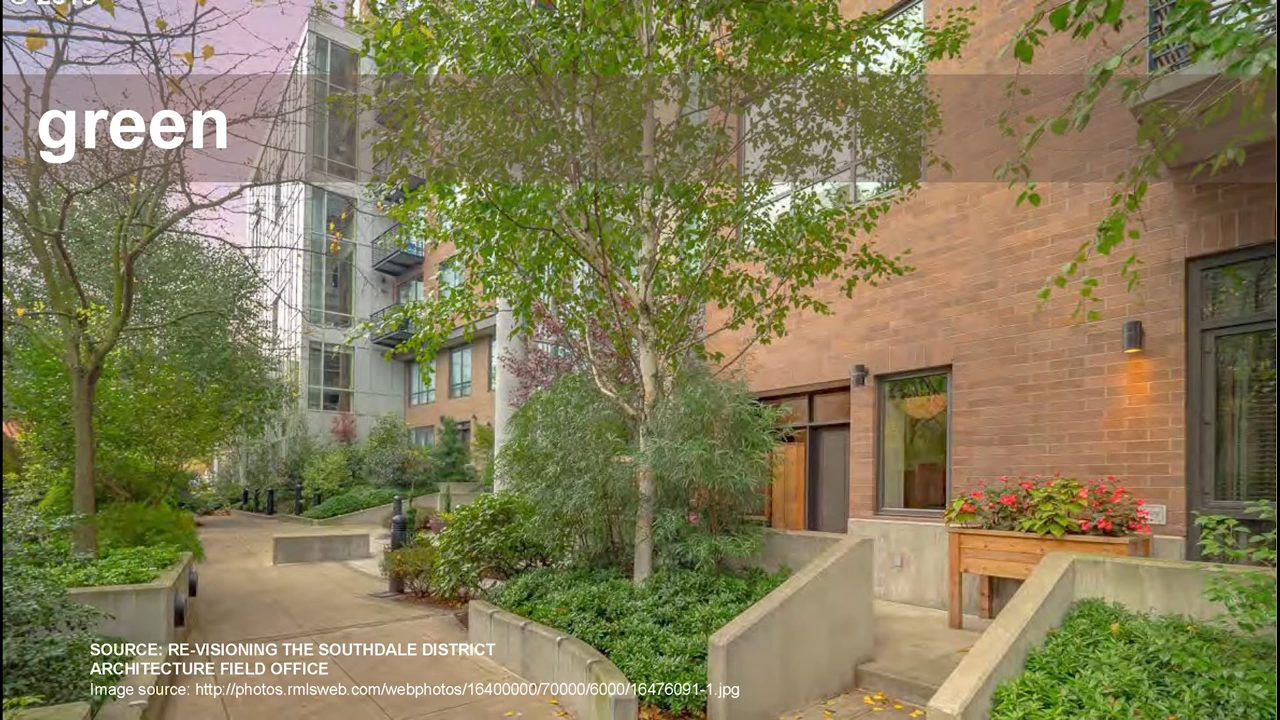 green
SOURCE: RE-VISIONING THE SOUTHDALE DISTRICT
ARCHITECTURE FIELD OFFICE
Image source: http://photos.rmlsweb.com/webphotos/16400000/70000/6000/16476091-1.jpg